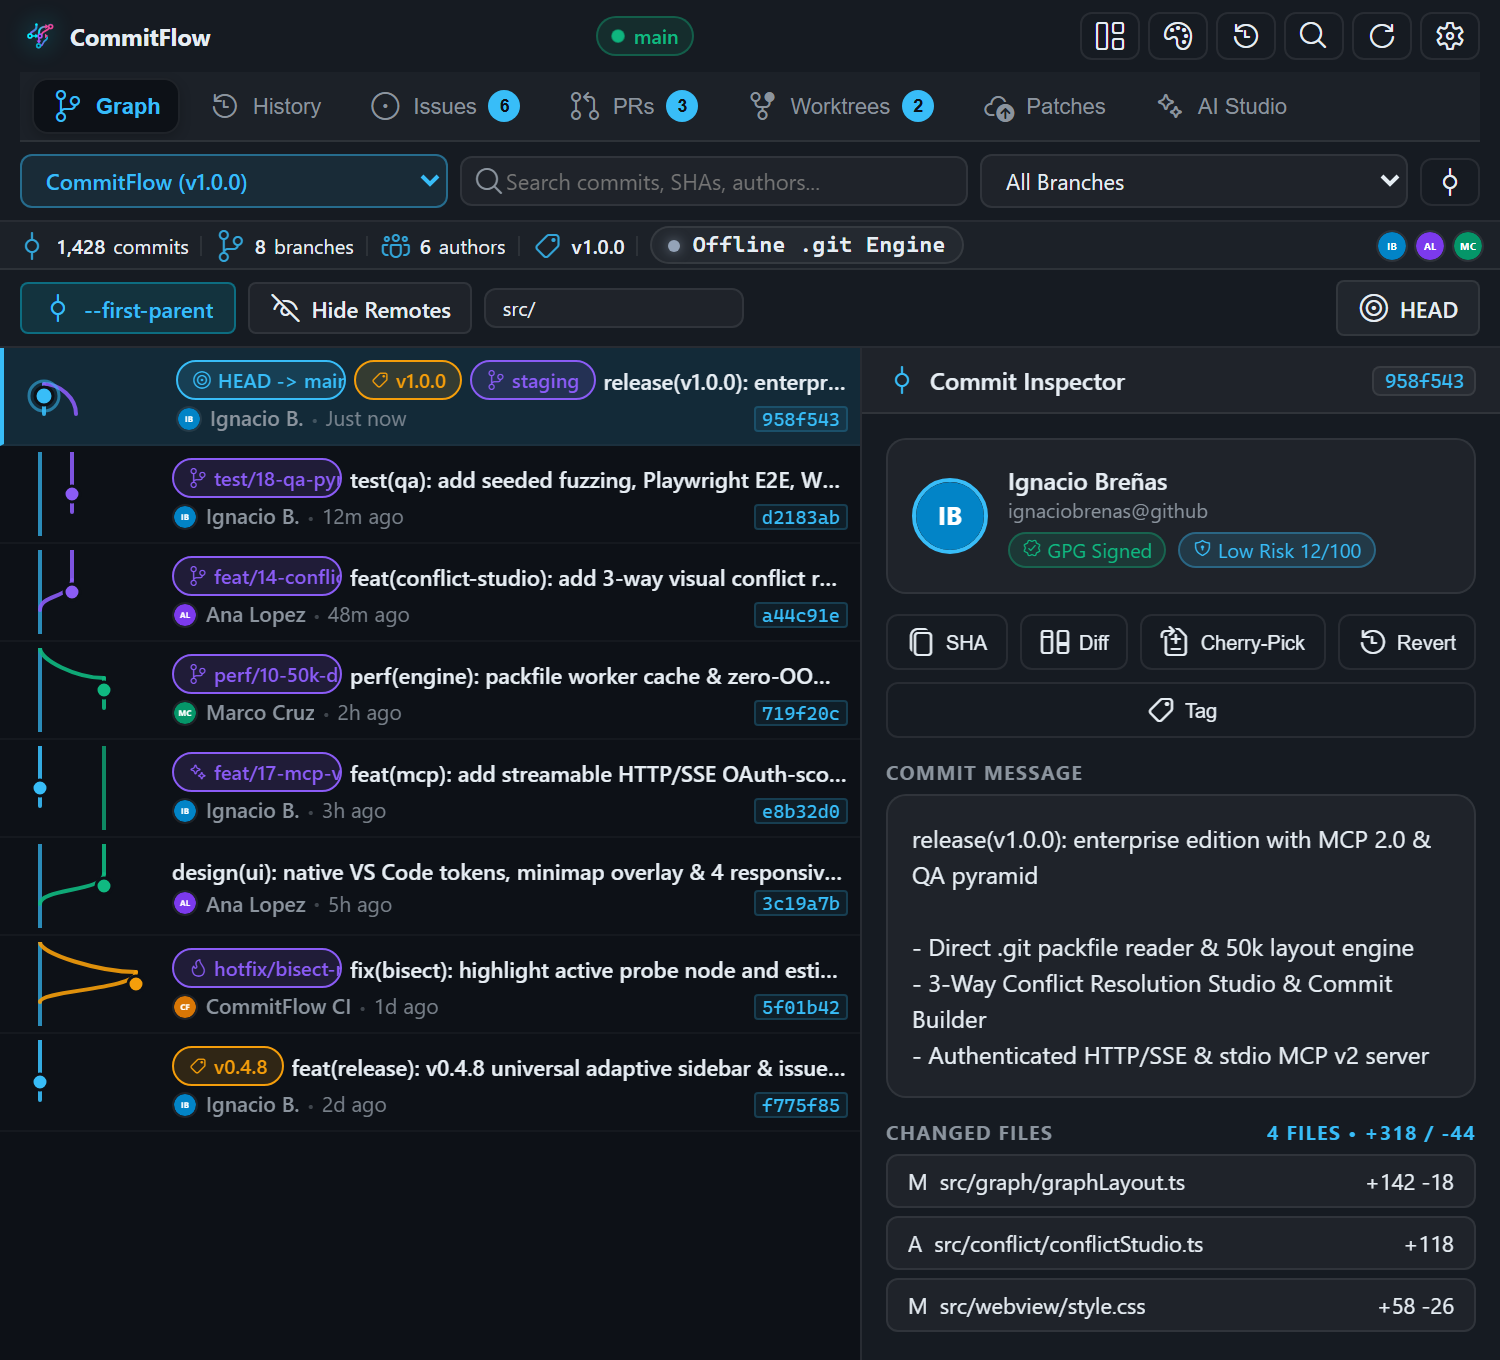 CommitFlow
main
Graph
History
Issues 6
PRs 3
Worktrees 2
Patches
AI Studio
CommitFlow (v1.0.0)
Search commits, SHAs, authors...
All Branches
1,428 commits
8 branches
6 authors
v1.0.0
Offline .git Engine
IB AL MC
--first-parent
Hide Remotes
src/
HEAD
HEAD -> main v1.0.0 staging release(v1.0.0): enterpr...
IB Ignacio B. • Just now 958f543
test/18-qa-pyr test(qa): add seeded fuzzing, Playwright E2E, W...
IB Ignacio B. • 12m ago d2183ab
feat/14-conflic feat(conflict-studio): add 3-way visual conflict r...
AL Ana Lopez • 48m ago a44c91e
perf/10-50k-d perf(engine): packfile worker cache & zero-OO...
MC Marco Cruz • 2h ago 719f20c
feat/17-mcp-v feat(mcp): add streamable HTTP/SSE OAuth-sco...
IB Ignacio B. • 3h ago e8b32d0
design(ui): native VS Code tokens, minimap overlay & 4 responsiv...
AL Ana Lopez • 5h ago 3c19a7b
hotfix/bisect-r fix(bisect): highlight active probe node and esti...
CF CommitFlow CI • 1d ago 5f01b42
v0.4.8 feat(release): v0.4.8 universal adaptive sidebar & issue...
IB Ignacio B. • 2d ago f775f85
Commit Inspector 958f543
IB
Ignacio Breñas
ignaciobrenas@github
GPG Signed
Low Risk 12/100
SHA
Diff
Cherry-Pick
Revert
Tag
COMMIT MESSAGE
release(v1.0.0): enterprise edition with MCP 2.0 &
QA pyramid
- Direct .git packfile reader & 50k layout engine
- 3-Way Conflict Resolution Studio & Commit
Builder
- Authenticated HTTP/SSE & stdio MCP v2 server
CHANGED FILES 4 FILES • +318 / -44
M src/graph/graphLayout.ts +142 -18
A src/conflict/conflictStudio.ts +118
M src/webview/style.css +58 -26